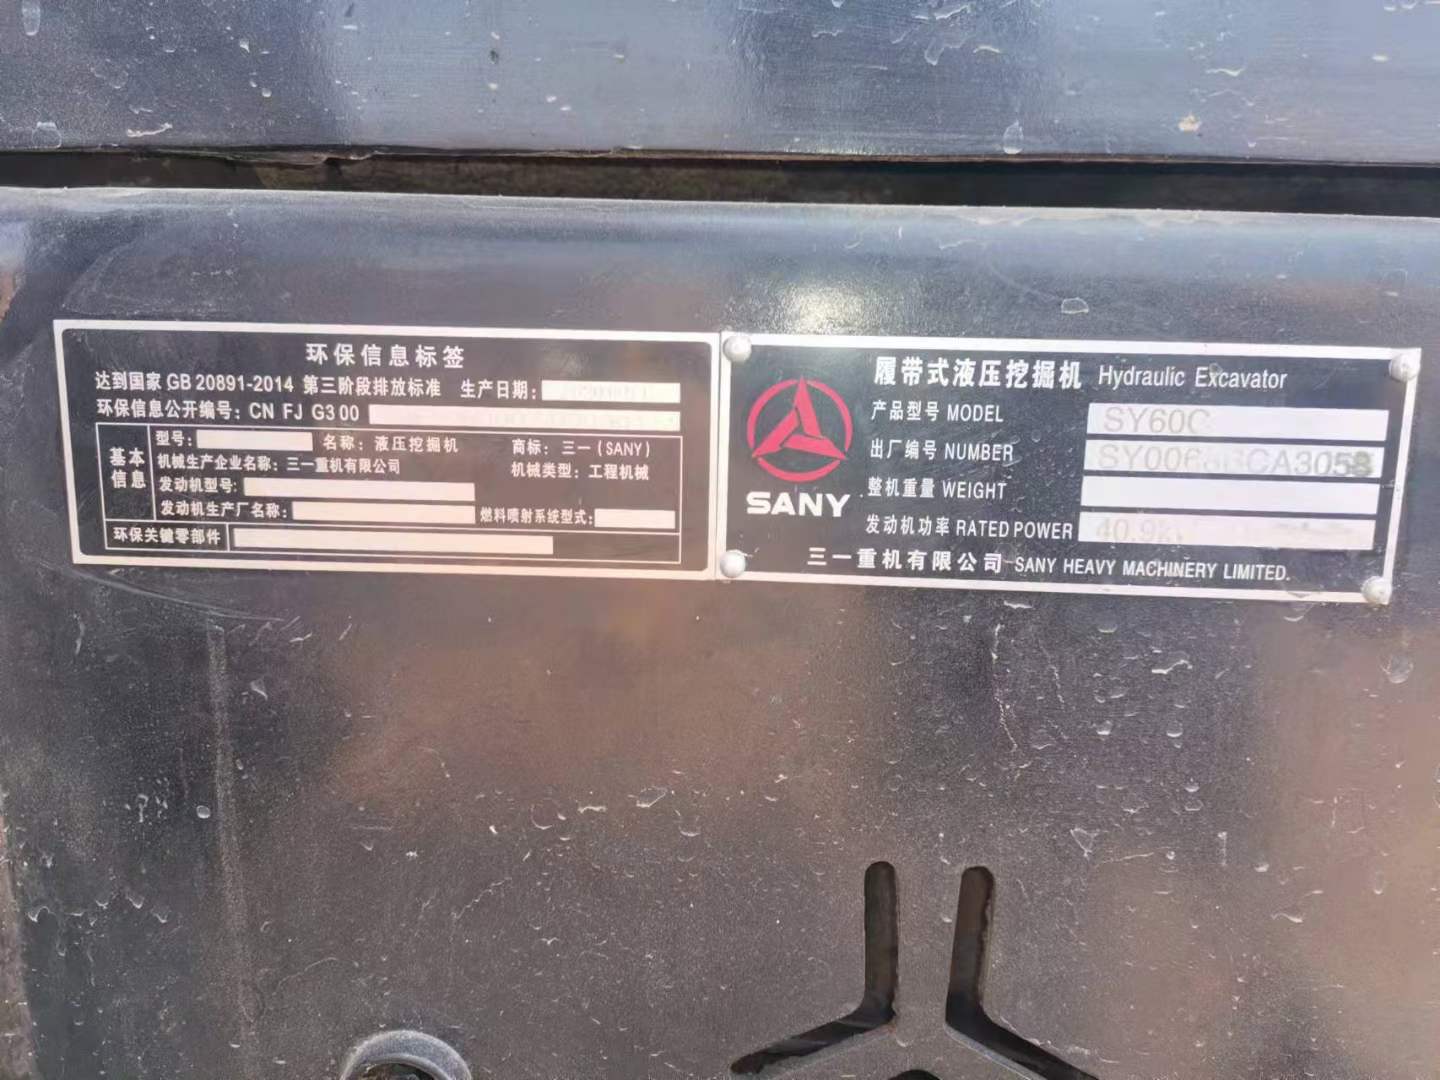 环保信息标签
达到国家 GB 20891-2014 第三阶段排放标准 生产日期:
环保信息公开编号: CN FJ G3 00
基本信息
型号: 名称: 液压挖掘机 商标: 三一(SANY)
机械生产企业名称: 三一重机有限公司 机械类型: 工程机械
发动机型号:
发动机生产厂名称: 燃料喷射系统型式:
环保关键零部件
SANY
履带式液压挖掘机 Hydraulic Excavator
产品型号 MODEL SY60C
出厂编号 NUMBER
整机重量 WEIGHT
发动机功率 RATED POWER
三一重机有限公司 SANY HEAVY MACHINERY LIMITED.